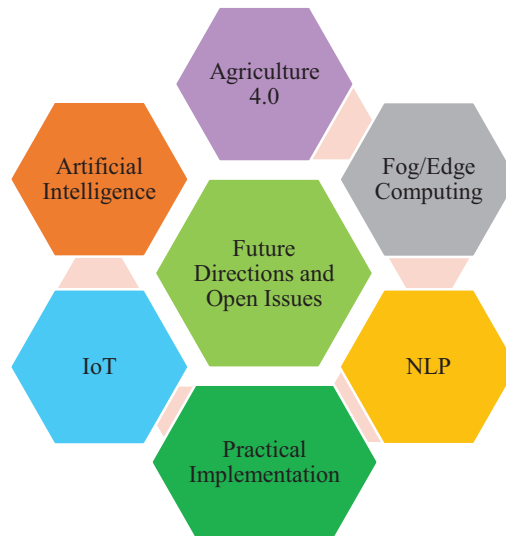 Agriculture
4.0
Artificial
Intelligence
Fog/Edge
Computing
Future
Directions and
Open Issues
IoT
NLP
Practical
Implementation